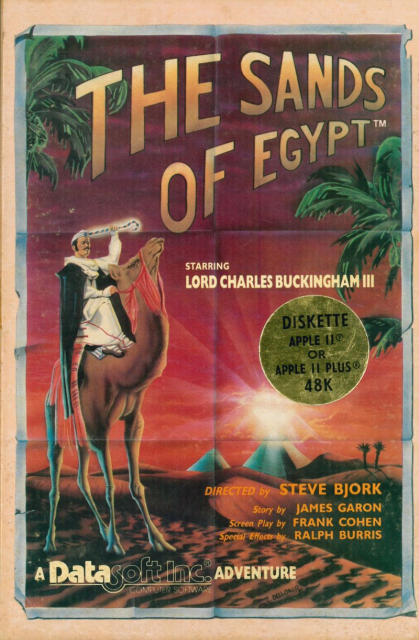 THE SANDS
OF EGYPT™
STARRING
LORD CHARLES BUCKINGHAM III
DISKETTE
APPLE II®
OR
APPLE II PLUS®
48K
DIRECTED by STEVE BJORK
Story by JAMES GARON
Screen Play by FRANK COHEN
Special Effects by RALPH BURRIS
A Datasoft Inc.® ADVENTURE
COMPUTER SOFTWARE